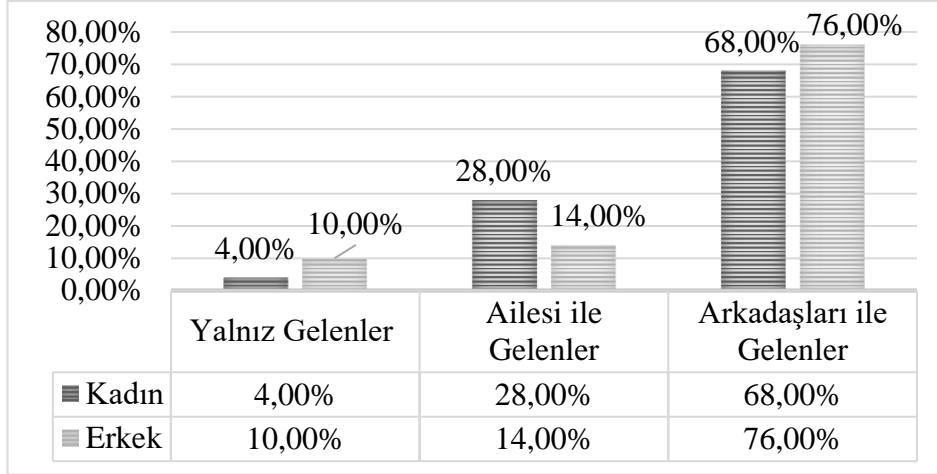 80,00%
70,00%
60,00%
50,00%
40,00%
30,00%
20,00%
10,00%
0,00%
4,00%
10,00%
28,00%
14,00%
68,00%
76,00%
Yalnız Gelenler
Ailesi ile
Gelenler
Arkadaşları ile
Gelenler
Kadın 4,00% 28,00% 68,00%
Erkek 10,00% 14,00% 76,00%